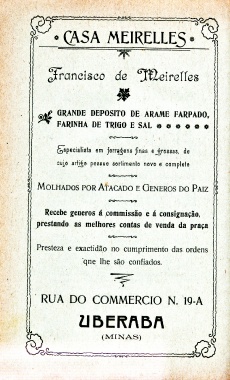 CASA MEIRELLES
Francisco de Meirelles
GRANDE DEPOSITO DE ARAME FARPADO,
FARINHA DE TRIGO E SAL
Especialista em ferragens finas e grossas, de
cujo artigo possue sortimento novo e completo
MOLHADOS POR ATACADO E GENEROS DO PAIZ
Recebe generos á commissão e á consignação,
prestando as melhores contas de venda da praça
Presteza e exactidão no cumprimento das ordens
que lhe são confiados.
RUA DO COMMERCIO N. 19-A
UBERABA
(MINAS)